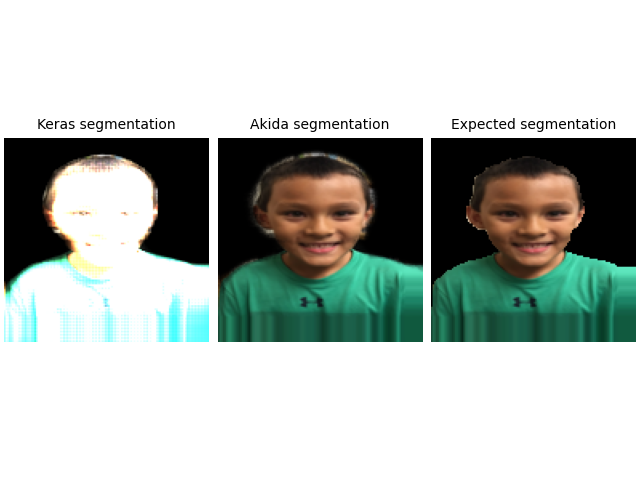 Keras segmentation
Akida segmentation
Expected segmentation